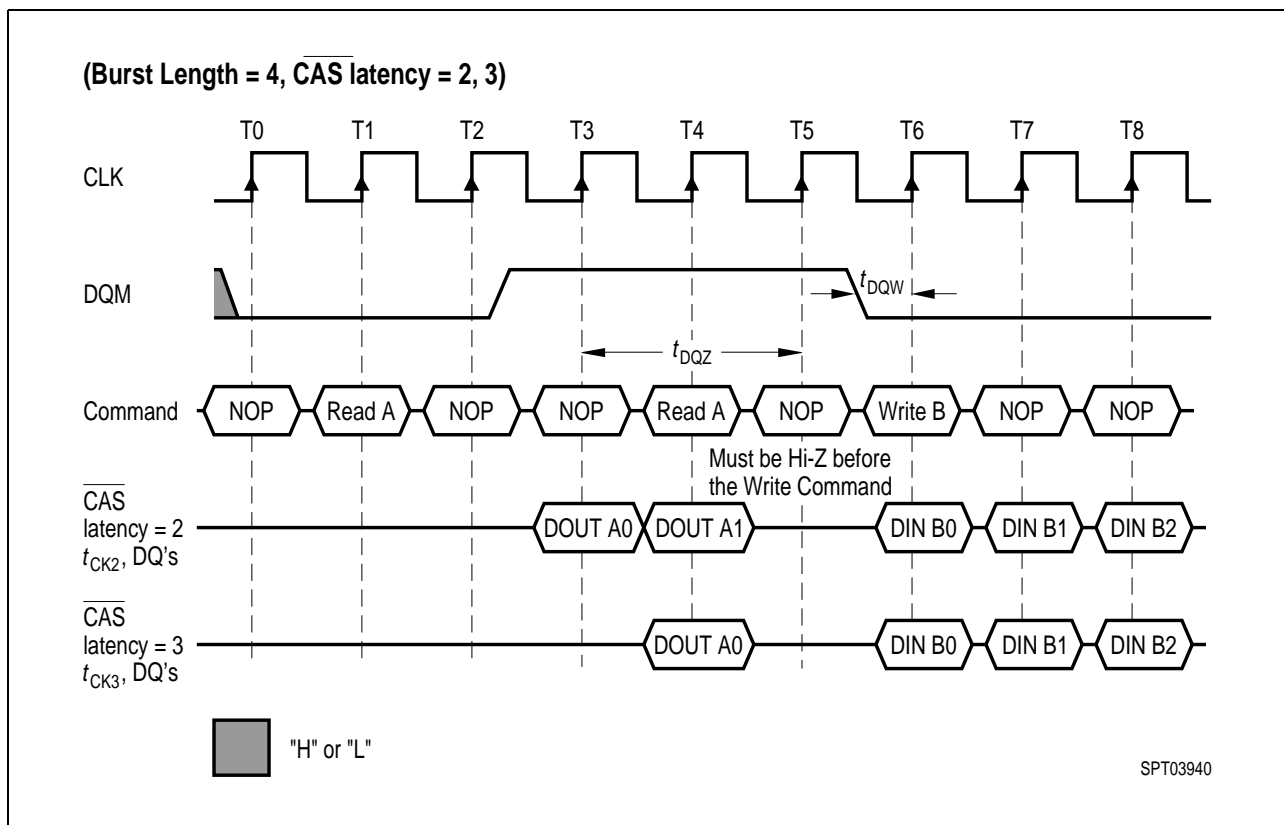 (Burst Length = 4, CAS latency = 2, 3)
T0 T1 T2 T3 T4 T5 T6 T7 T8
CLK
DQM
tDQW
tDQZ
Command NOP Read A NOP NOP Read A NOP Write B NOP NOP
Must be Hi-Z before
the Write Command
CAS
latency = 2 DOUT A0 DOUT A1 DIN B0 DIN B1 DIN B2
tCK2, DQ's
CAS
latency = 3 DOUT A0 DIN B0 DIN B1 DIN B2
tCK3, DQ's
"H" or "L"
SPT03940